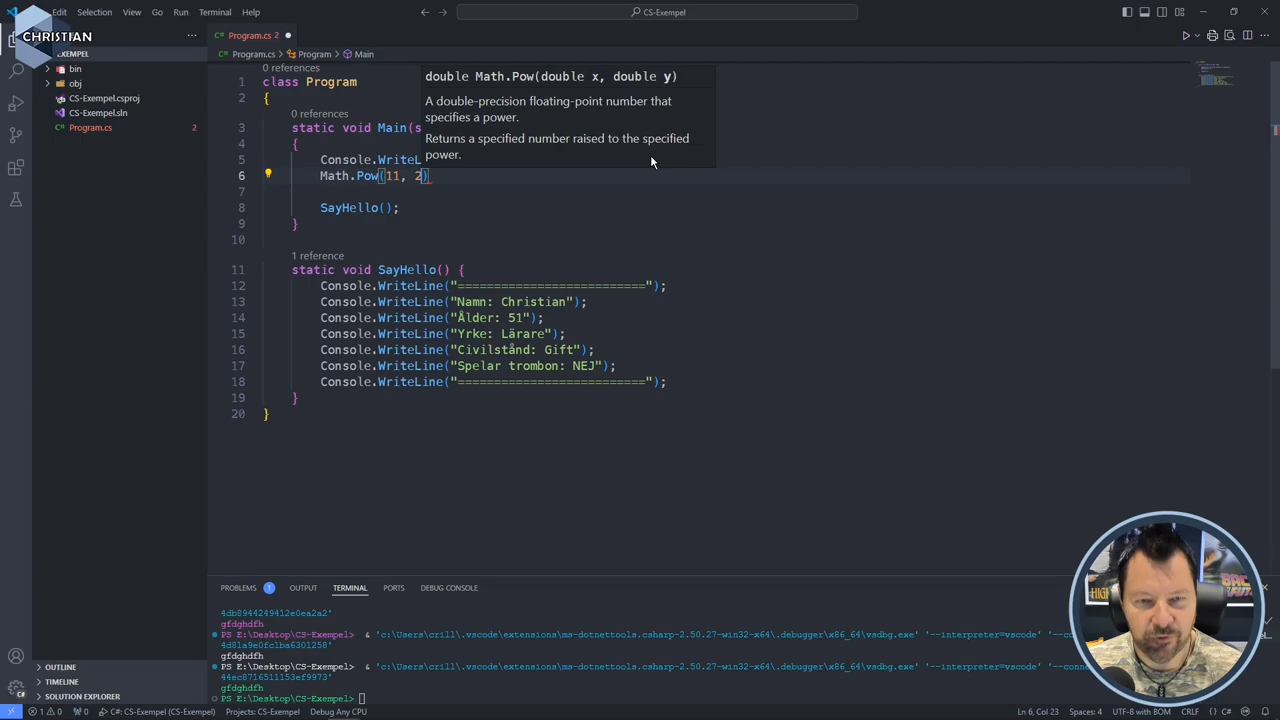 Edit Selection View Go Run Terminal Help
CS-Exempel
CHRISTIAN
EXEMPEL
bin
obj
CS-Exempel.csproj
CS-Exempel.sln
Program.cs 2
OUTLINE
TIMELINE
SOLUTION EXPLORER
Program.cs 2
Program.cs > Program > Main
0 references
1 class Program
2 {
0 references
3 static void Main(s
4 {
5 Console.WriteL
6 Math.Pow(11, 2)
7
8 SayHello();
9 }
10
1 reference
11 static void SayHello() {
12 Console.WriteLine("==========================");
13 Console.WriteLine("Namn: Christian");
14 Console.WriteLine("Ålder: 51");
15 Console.WriteLine("Yrke: Lärare");
16 Console.WriteLine("Civilstånd: Gift");
17 Console.WriteLine("Spelar trombon: NEJ");
18 Console.WriteLine("==========================");
19 }
20 }
double Math.Pow(double x, double y)
A double-precision floating-point number that
specifies a power.
Returns a specified number raised to the specified
power.
PROBLEMS 1 OUTPUT TERMINAL PORTS DEBUG CONSOLE
4db8944249412e0ea2a2'
gfdghdfh
PS E:\Desktop\CS-Exempel> & 'c:\Users\crill\.vscode\extensions\ms-dotnettools.csharp-2.50.27-win32-x64\.debugger\x86_64\vsdbg.exe' '--interpreter=vscode' '--conne
4d81a9e0fc1ba6301258'
gfdghdfh
PS E:\Desktop\CS-Exempel> & 'c:\Users\crill\.vscode\extensions\ms-dotnettools.csharp-2.50.27-win32-x64\.debugger\x86_64\vsdbg.exe' '--interpreter=vscode' '--conne
44ec8716511153ef9973'
gfdghdfh
PS E:\Desktop\CS-Exempel>
1 0 0 C#: CS-Exempel (CS-Exempel) Projects: CS-Exempel Debug Any CPU Ln 6, Col 23 Spaces: 4 UTF-8 with BOM CRLF C#